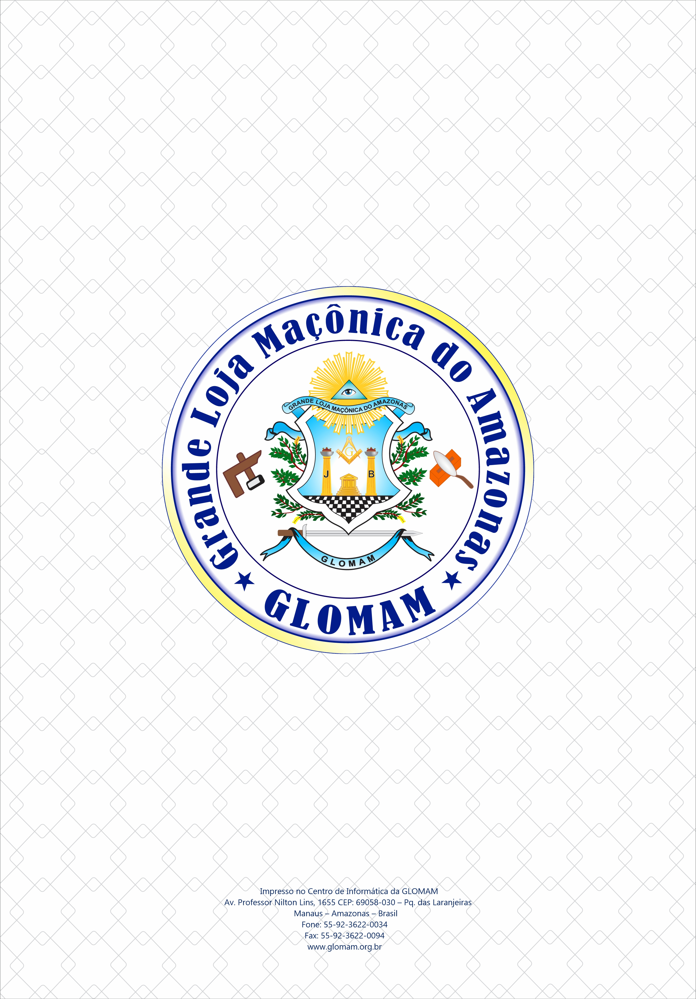 Grande Loja Maçônica do Amazonas
GRANDE LOJA MAÇÔNICA DO AMAZONAS
G
J
B
GLOMAM
GLOMAM
Impresso no Centro de Informática da GLOMAM
Av. Professor Nilton Lins, 1655 CEP: 69058-030 – Pq. das Laranjeiras
Manaus – Amazonas – Brasil
Fone: 55-92-3622-0034
Fax: 55-92-3622-0094
www.glomam.org.br